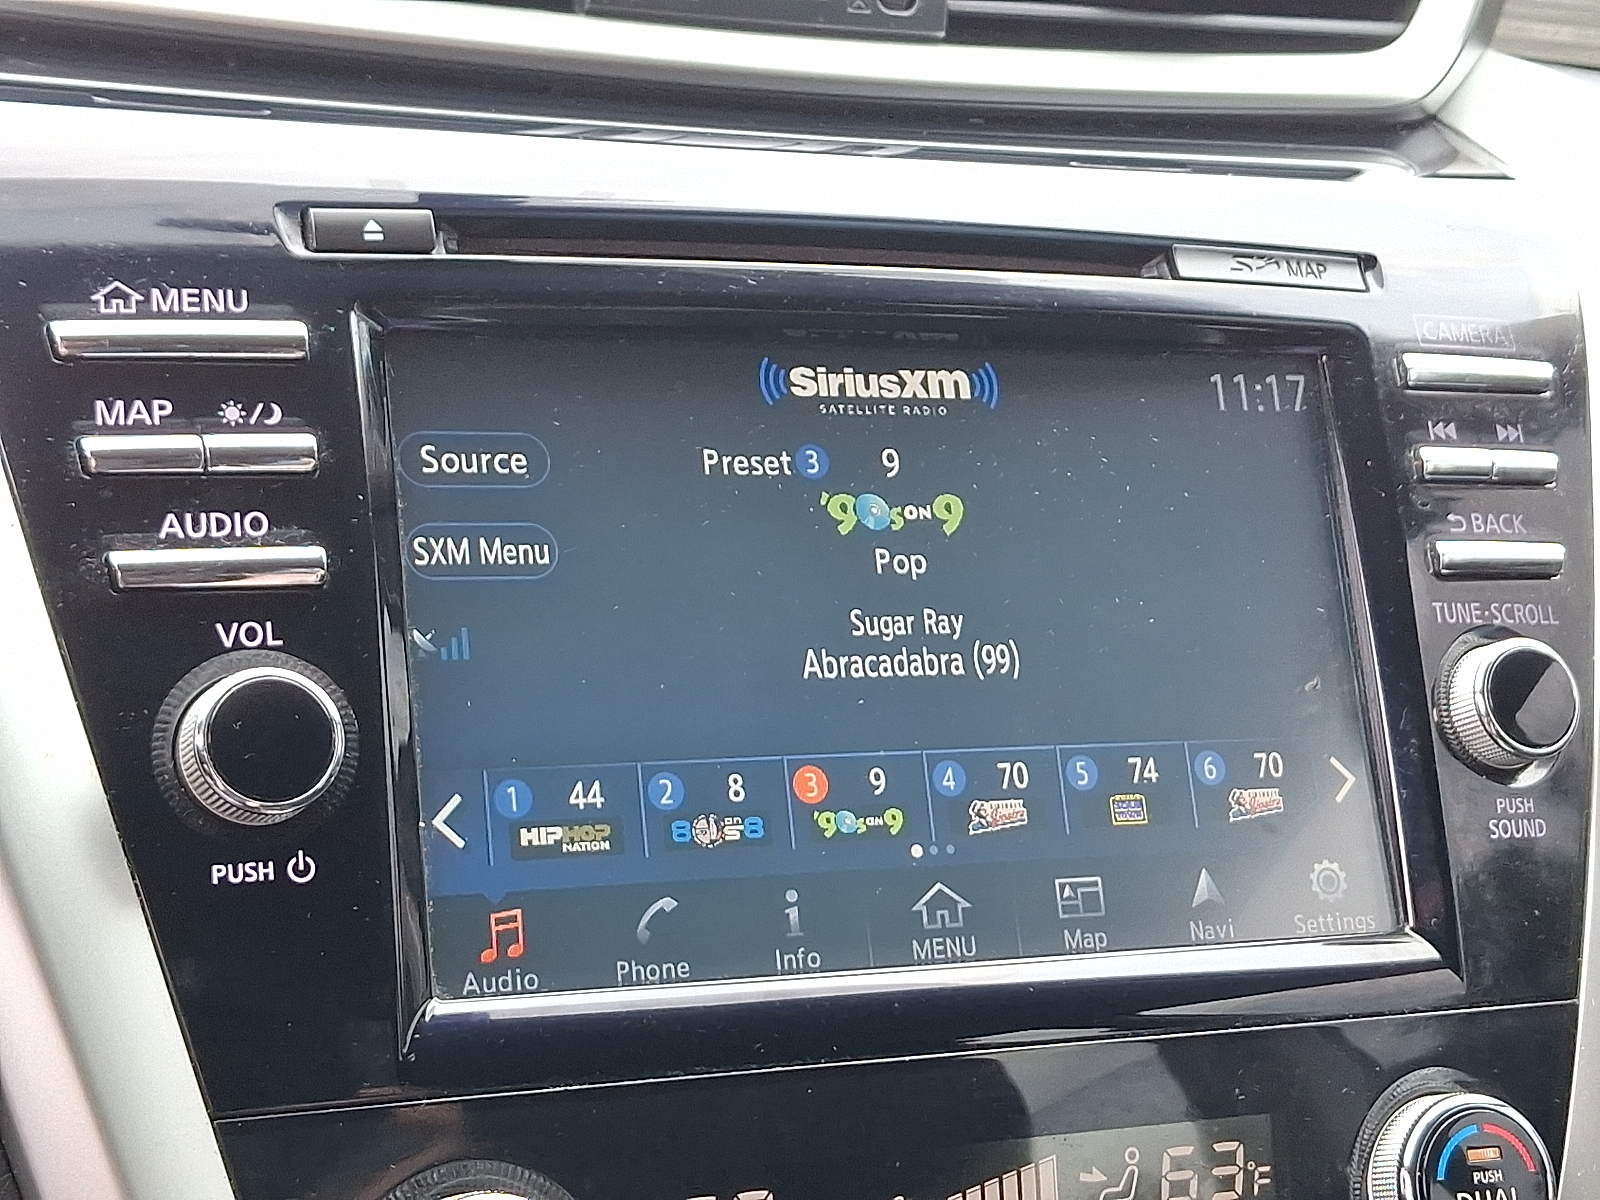 MAP
MENU
CAMERA
MAP
AUDIO
BACK
VOL
TUNE·SCROLL
PUSH
PUSH
SOUND
SiriusXM
SATELLITE RADIO
11:17
Source
Preset 3 9
'90s ON 9
SXM Menu
Pop
Sugar Ray
Abracadabra (99)
1 44
2 8
3 9
4 70
5 74
6 70
HIPHOP
NATION
80s on 8
'90s ON 9
Audio
Phone
Info
MENU
Map
Navi
Settings
63°F
PUSH
DUAL